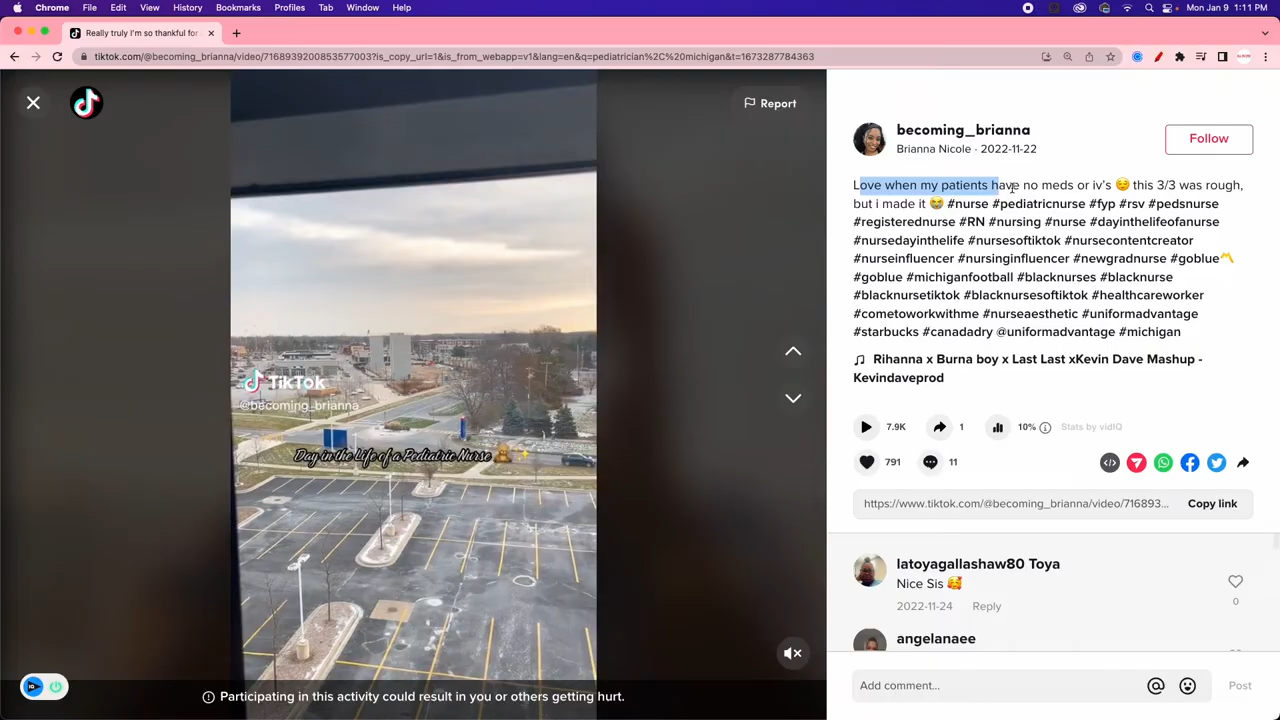 Chrome File Edit View History Bookmarks Profiles Tab Window Help Mon Jan 9 1:11 PM
Really truly I'm so thankful for
tiktok.com/@becoming_brianna/video/7168939200853577003?is_copy_url=1&is_from_webapp=v1&lang=en&q=pediatrician%2C%20michigan&t=1673287784363
Report
becoming_brianna
Brianna Nicole · 2022-11-22
Follow
Love when my patients have no meds or iv's 😌 this 3/3 was rough,
but i made it 😭 #nurse #pediatricnurse #fyp #rsv #pedsnurse
#registerednurse #RN #nursing #nurse #dayinthelifeofanurse
#nursedayinthelife #nursesoftiktok #nursecontentcreator
#nurseinfluencer #nursinginfluencer #newgradnurse #goblue〽️
#goblue #michiganfootball #blacknurses #blacknurse
#blacknursetiktok #blacknursesoftiktok #healthcareworker
#cometoworkwithme #nurseaesthetic #uniformadvantage
#starbucks #canadadry @uniformadvantage #michigan
♫ Rihanna x Burna boy x Last Last xKevin Dave Mashup -
Kevindaveprod
7.9K 1 10% Stats by vidIQ
791 11
https://www.tiktok.com/@becoming_brianna/video/716893... Copy link
latoyagallashaw80 Toya
Nice Sis 🥰
2022-11-24 Reply
0
angelanaee
Add comment... Post
TikTok
@becoming_brianna
Day in the Life of a Pediatric Nurse 🧸✨
Participating in this activity could result in you or others getting hurt.